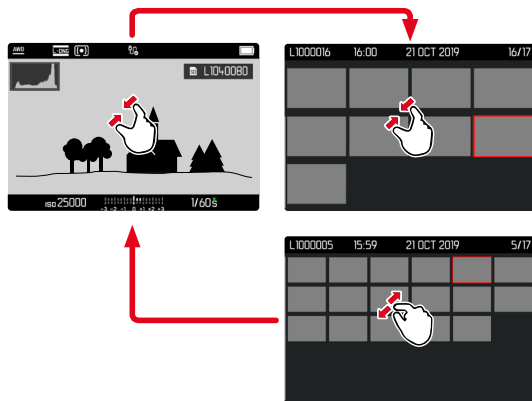 AWB L-DNG
L1040080
ISO 25000 -3 -2 -1 0 +1 +2 +3 1/60s
L1000016 16:00 21 OCT 2019 16/17
L1000005 15:59 21 OCT 2019 5/17